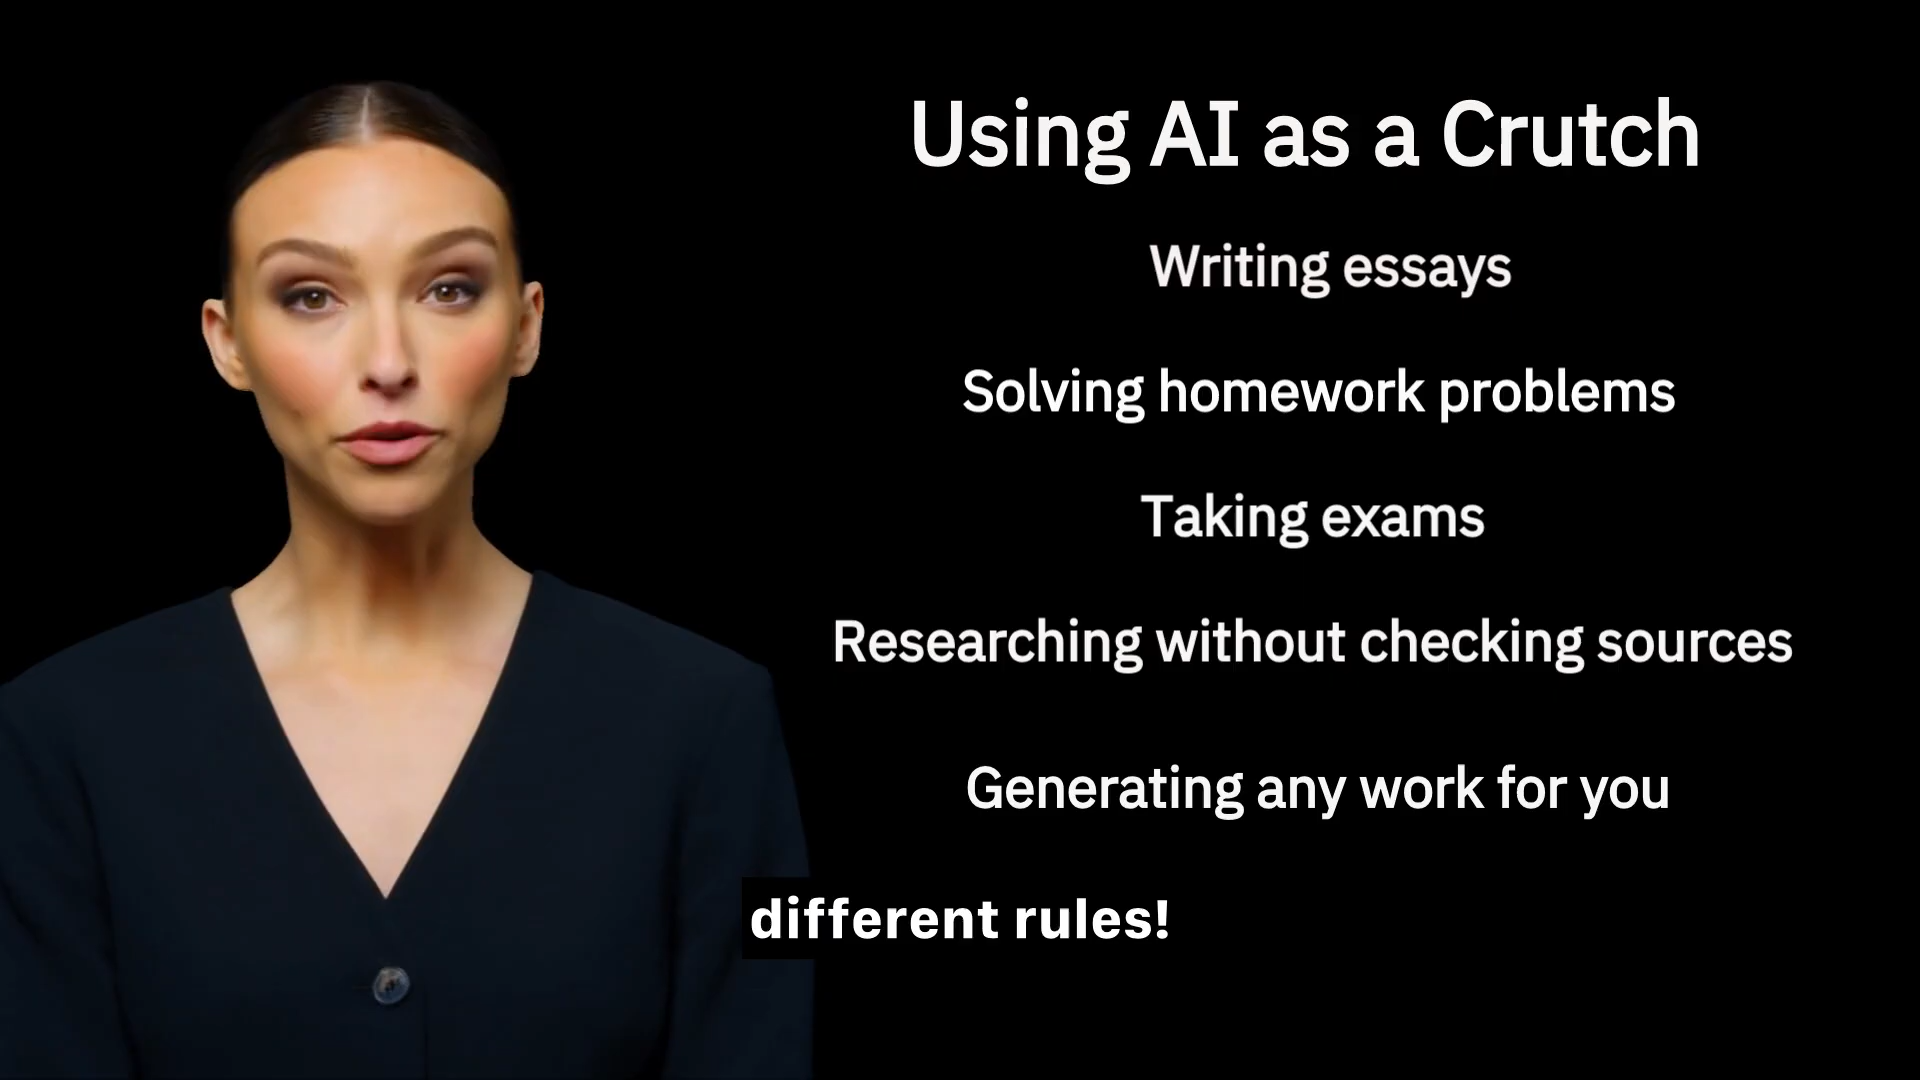 Using AI as a Crutch
Writing essays
Solving homework problems
Taking exams
Researching without checking sources
Generating any work for you
different rules!